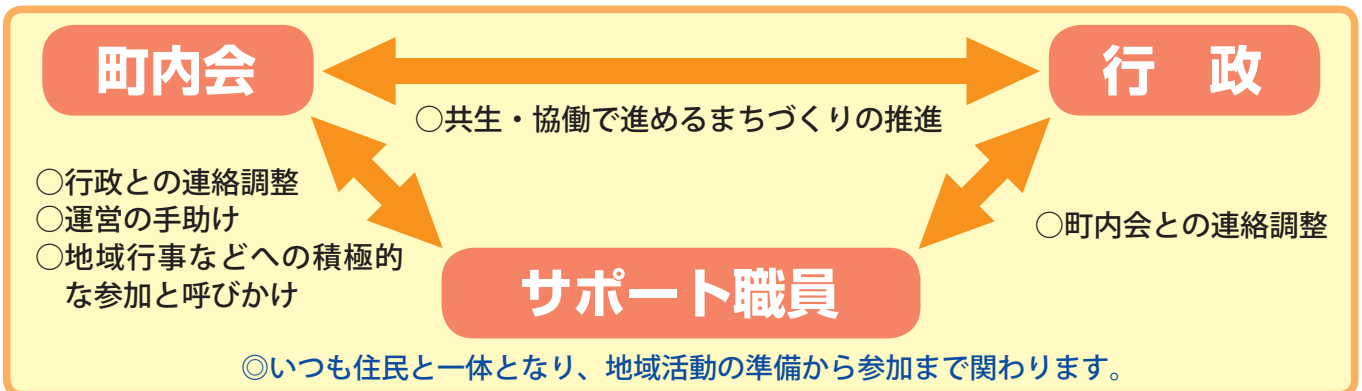 町内会
行　政
○共生・協働で進めるまちづくりの推進
○行政との連絡調整
○運営の手助け
○地域行事などへの積極的
な参加と呼びかけ
○町内会との連絡調整
サポート職員
◎いつも住民と一体となり、地域活動の準備から参加まで関わります。